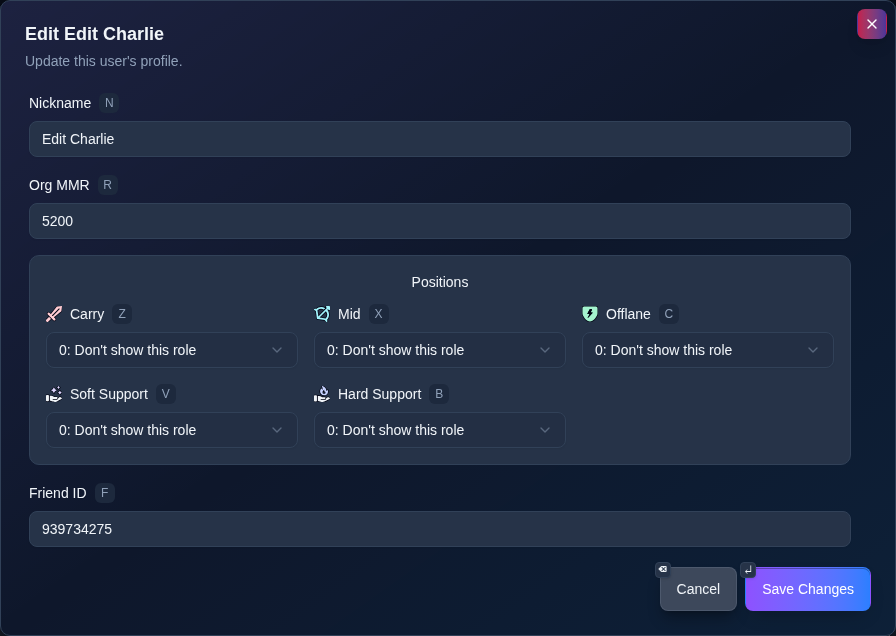 Edit Edit Charlie
Update this user's profile.
Nickname N
Edit Charlie
Org MMR R
5200
Positions
Carry Z
Mid X
Offlane C
0: Don't show this role
0: Don't show this role
0: Don't show this role
Soft Support V
Hard Support B
0: Don't show this role
0: Don't show this role
Friend ID F
939734275
Cancel
Save Changes